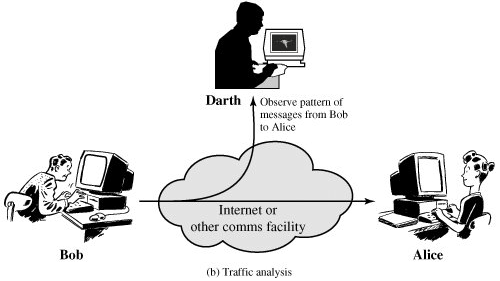 Darth
Observe pattern of
messages from Bob
to Alice
Internet or
other comms facility
Bob
Alice
(b) Traffic analysis